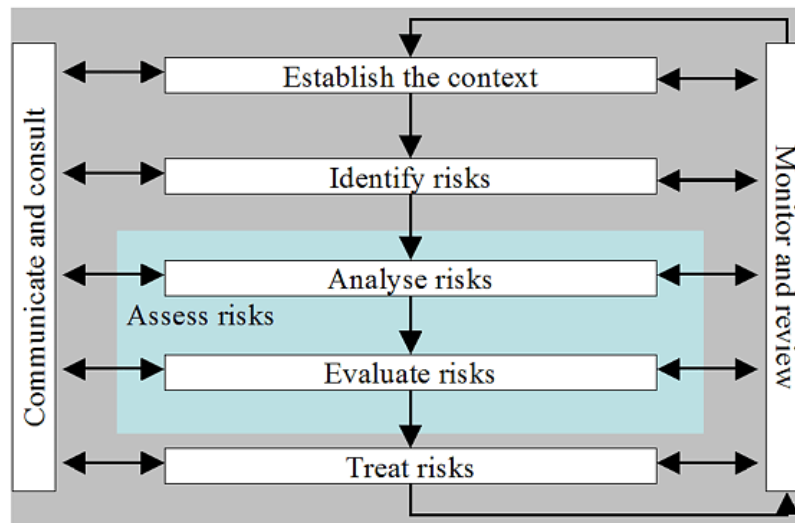 Communicate and consult
Establish the context
Identify risks
Analyse risks
Assess risks
Evaluate risks
Treat risks
Monitor and review